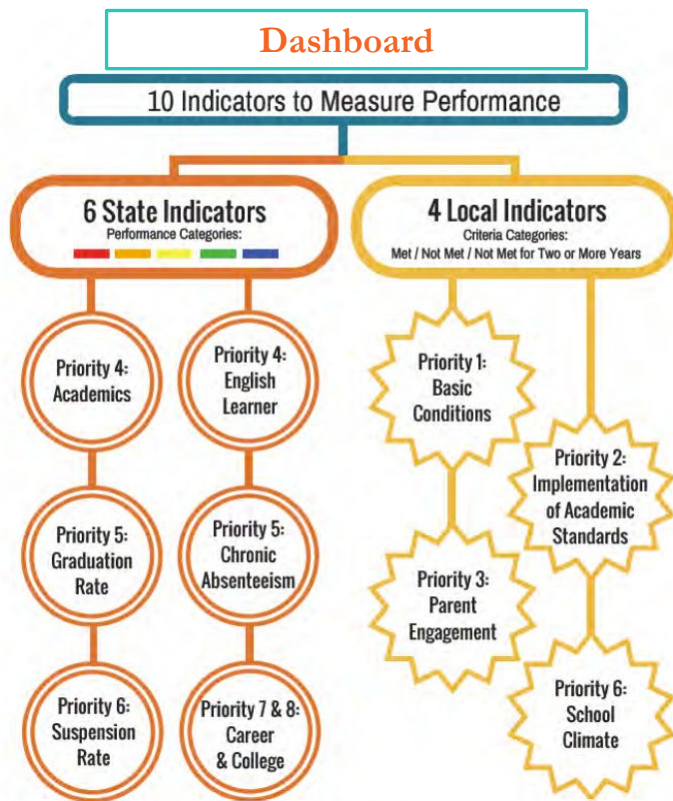 Dashboard
10 Indicators to Measure Performance
6 State Indicators
Performance Categories:
4 Local Indicators
Criteria Categories:
Met / Not Met / Not Met for Two or More Years
Priority 4:
Academics
Priority 4:
English
Learner
Priority 1:
Basic
Conditions
Priority 2:
Implementation
of Academic
Standards
Priority 5:
Graduation
Rate
Priority 5:
Chronic
Absenteeism
Priority 3:
Parent
Engagement
Priority 6:
Suspension
Rate
Priority 7 & 8:
Career
& College
Priority 6:
School
Climate